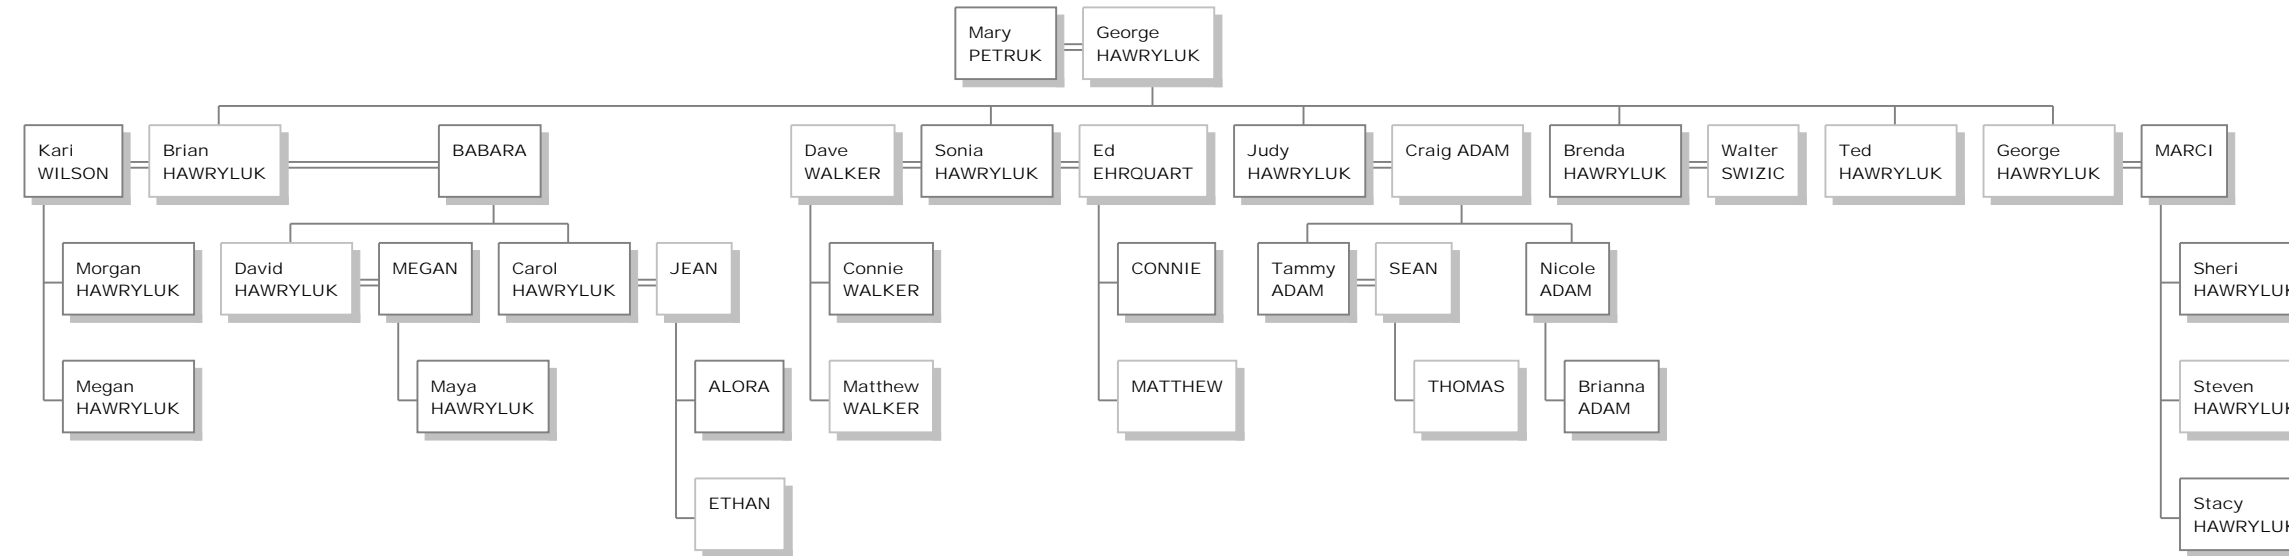 Mary
PETRUK
George
HAWRYLUK
Kari
WILSON
Brian
HAWRYLUK
BABARA
Dave
WALKER
Sonia
HAWRYLUK
Ed
EHRQUART
Judy
HAWRYLUK
Craig ADAM
Brenda
HAWRYLUK
Walter
SWIZIC
Ted
HAWRYLUK
George
HAWRYLUK
MARCI
Morgan
HAWRYLUK
David
HAWRYLUK
MEGAN
Carol
HAWRYLUK
JEAN
Connie
WALKER
CONNIE
Tammy
ADAM
SEAN
Nicole
ADAM
Sheri
HAWRYLUK
Megan
HAWRYLUK
Maya
HAWRYLUK
ALORA
Matthew
WALKER
MATTHEW
THOMAS
Brianna
ADAM
Steven
HAWRYLUK
ETHAN
Stacy
HAWRYLUK